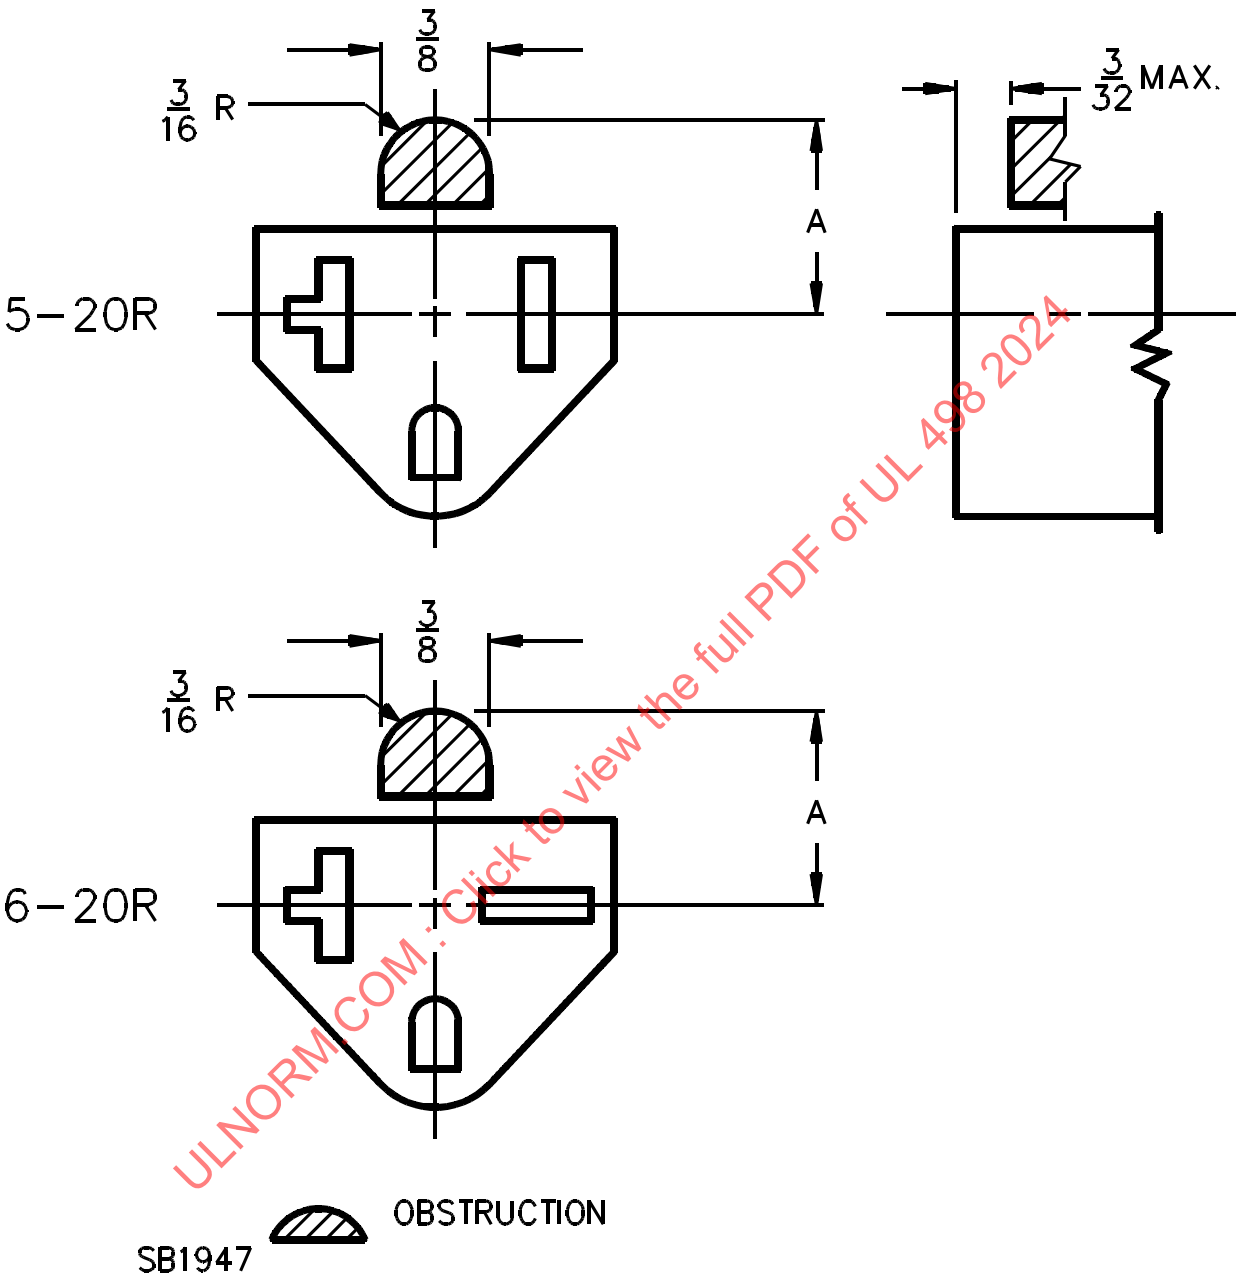 3/8
3/16 R
3/32 MAX.
A
5-20R
3/8
3/16 R
A
6-20R
OBSTRUCTION
SB1947
ULNORM.COM : Click to view the full PDF of UL 498 2024